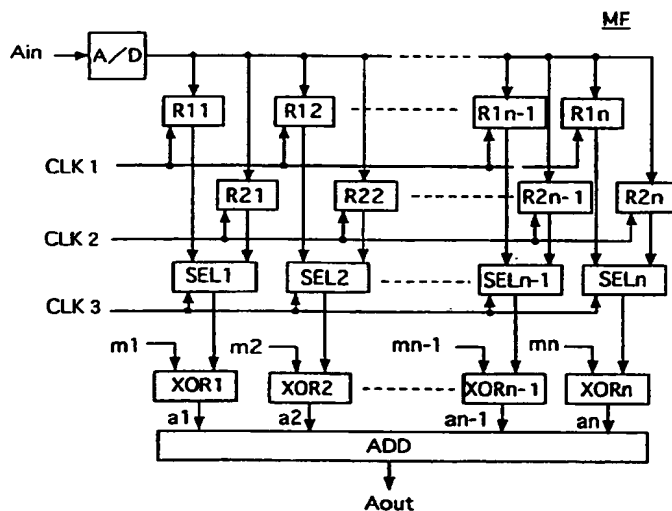 MF
Ain A/D
R11 R12 R1n-1 R1n
CLK 1
R21 R22 R2n-1 R2n
CLK 2
SEL1 SEL2 SELn-1 SELn
CLK 3
m1 m2 mn-1 mn
XOR1 XOR2 XORn-1 XORn
a1 a2 an-1 an
ADD
Aout